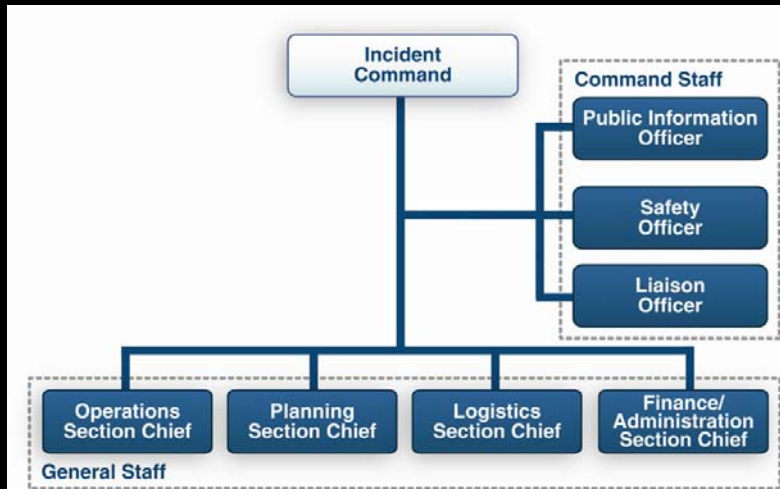 Incident
Command
Command Staff
Public Information
Officer
Safety
Officer
Liaison
Officer
Operations
Section Chief
Planning
Section Chief
Logistics
Section Chief
Finance/
Administration
Section Chief
General Staff